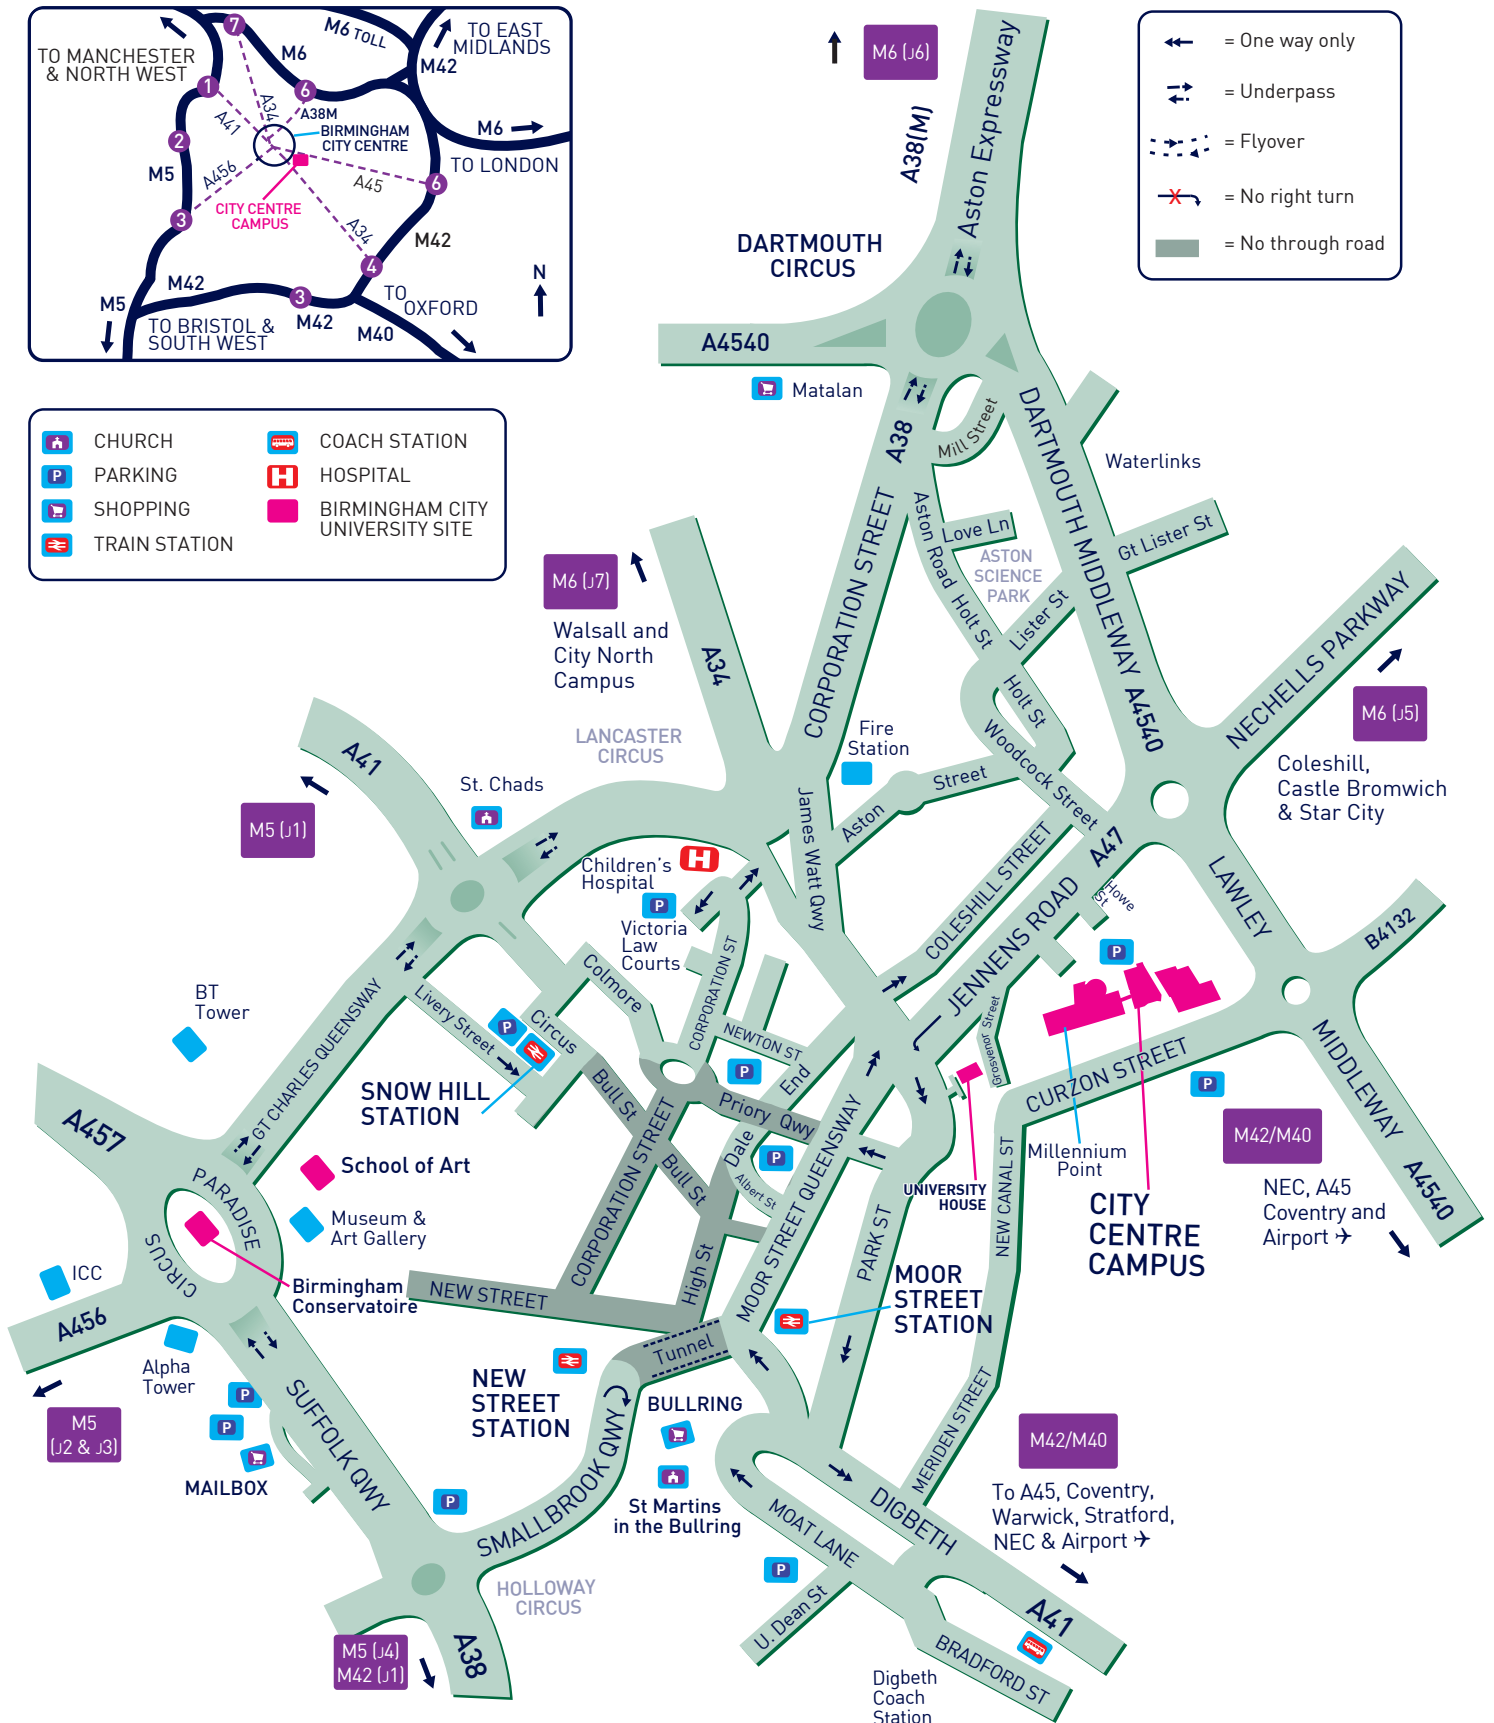 TO MANCHESTER
& NORTH WEST
7
M6
M6 TOLL
TO EAST
MIDLANDS
M42
1
6
A34
A38M
A41
BIRMINGHAM
CITY CENTRE
M6
TO LONDON
2
M5
A456
A45
6
3
CITY CENTRE
CAMPUS
A34
M42
4
M42
3
M42
M5
TO BRISTOL &
SOUTH WEST
TO
OXFORD
M40
N
CHURCH
P
PARKING
SHOPPING
TRAIN STATION
COACH STATION
H
HOSPITAL
BIRMINGHAM CITY
UNIVERSITY SITE
= One way only
= Underpass
= Flyover
X
= No right turn
= No through road
M6 (J6)
A38(M)
Aston Expressway
DARTMOUTH
CIRCUS
A4540
Matalan
A38
Mill Street
DARTMOUTH MIDDLEWAY
A4540
Waterlinks
Gt Lister St
Love Ln
Aston Road
ASTON
SCIENCE
PARK
Holt St
Lister St
Holt St
CORPORATION STREET
M6 (J7)
Walsall and
City North
Campus
A34
LANCASTER
CIRCUS
Fire
Station
NECHELLS PARKWAY
M6 (J5)
Coleshill,
Castle Bromwich
& Star City
Woodcock Street
Aston
Street
James Watt Qwy
A47
COLESHILL STREET
JENNENS ROAD
Howe
St
LAWLEY
B4132
MIDDLEWAY
A4540
A41
M5 (J1)
St. Chads
H
Children's
Hospital
P
Victoria
Law
Courts
CORPORATION ST
Colmore
Circus
Livery Street
P
NEWTON ST
P
SNOW HILL
STATION
GT CHARLES QUEENSWAY
BT
Tower
A457
School of Art
PARADISE
CIRCUS
Museum &
Art Gallery
Birmingham
Conservatoire
ICC
A456
Alpha
Tower
M5
(J2 & J3)
P
P
MAILBOX
SUFFOLK QWY
P
Bull St
CORPORATION STREET
Bull St
Priory Qwy
Dale
End
P
Albert St
High St
NEW STREET
MOOR STREET QUEENSWAY
Tunnel
PARK ST
MOOR
STREET
STATION
NEW
STREET
STATION
BULLRING
St Martins
in the Bullring
SMALLBROOK QWY
HOLLOWAY
CIRCUS
M5 (J4)
M42 (J1)
A38
P
Grosvenor Street
CURZON STREET
P
Millennium
Point
UNIVERSITY
HOUSE
CITY
CENTRE
CAMPUS
NEW CANAL ST
MERIDEN STREET
M42/M40
NEC, A45
Coventry and
Airport ✈
M42/M40
To A45, Coventry,
Warwick, Stratford,
NEC & Airport ✈
DIGBETH
MOAT LANE
P
U. Dean St
A41
BRADFORD ST
Digbeth
Coach
Station